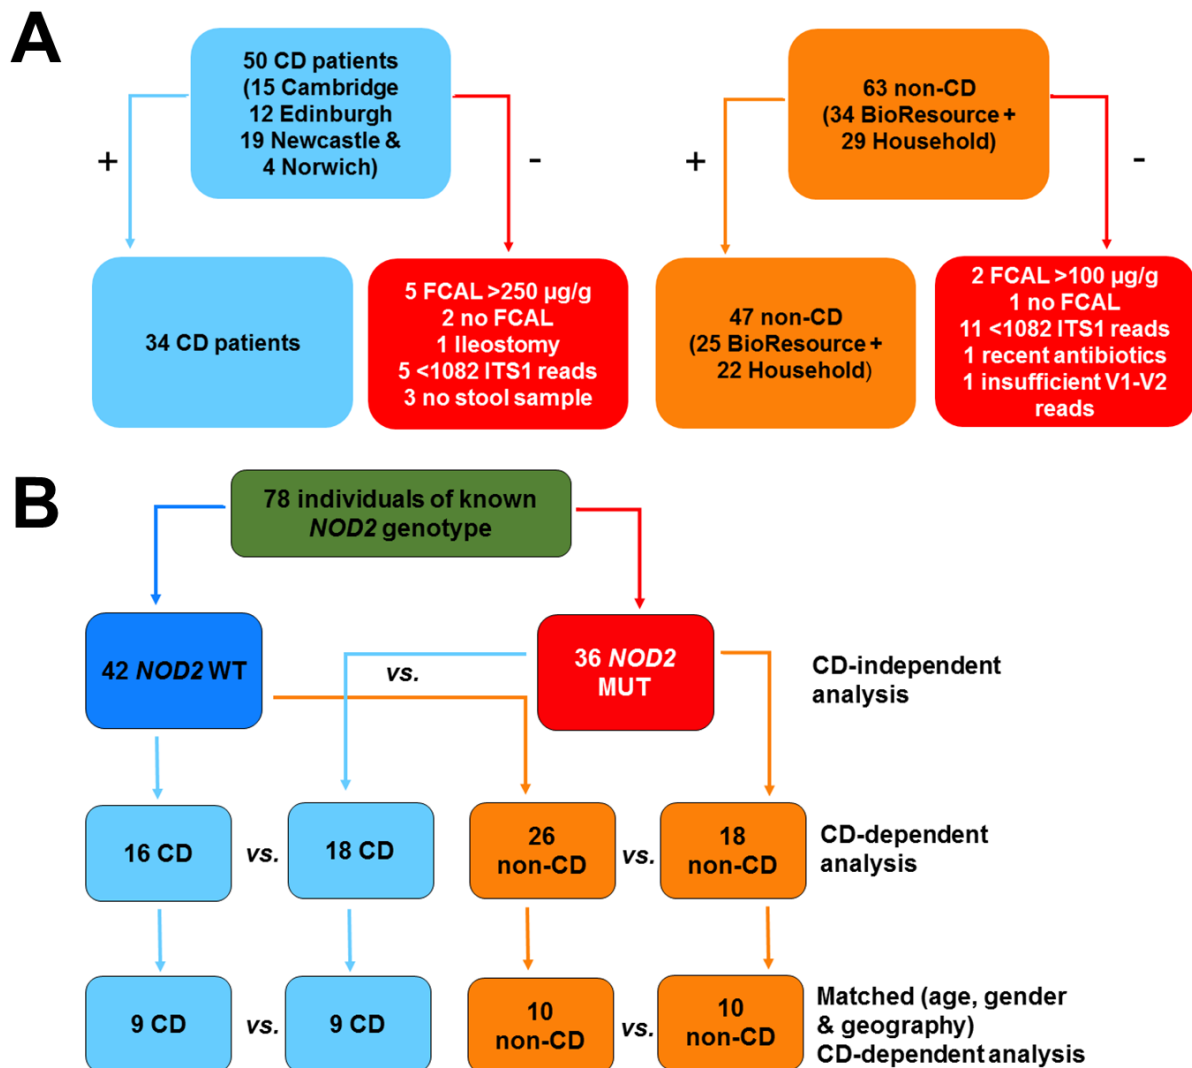 A
50 CD patients
(15 Cambridge
12 Edinburgh
19 Newcastle &
4 Norwich)
63 non-CD
(34 BioResource +
29 Household)
+
-
+
-
34 CD patients
5 FCAL >250 µg/g
2 no FCAL
1 Ileostomy
5 <1082 ITS1 reads
3 no stool sample
47 non-CD
(25 BioResource +
22 Household)
2 FCAL >100 µg/g
1 no FCAL
11 <1082 ITS1 reads
1 recent antibiotics
1 insufficient V1-V2
reads
B
78 individuals of known
NOD2 genotype
42 NOD2 WT
vs.
36 NOD2
MUT
CD-independent
analysis
16 CD
vs.
18 CD
26
non-CD
vs.
18
non-CD
CD-dependent
analysis
9 CD
vs.
9 CD
10
non-CD
vs.
10
non-CD
Matched (age, gender
& geography)
CD-dependent analysis